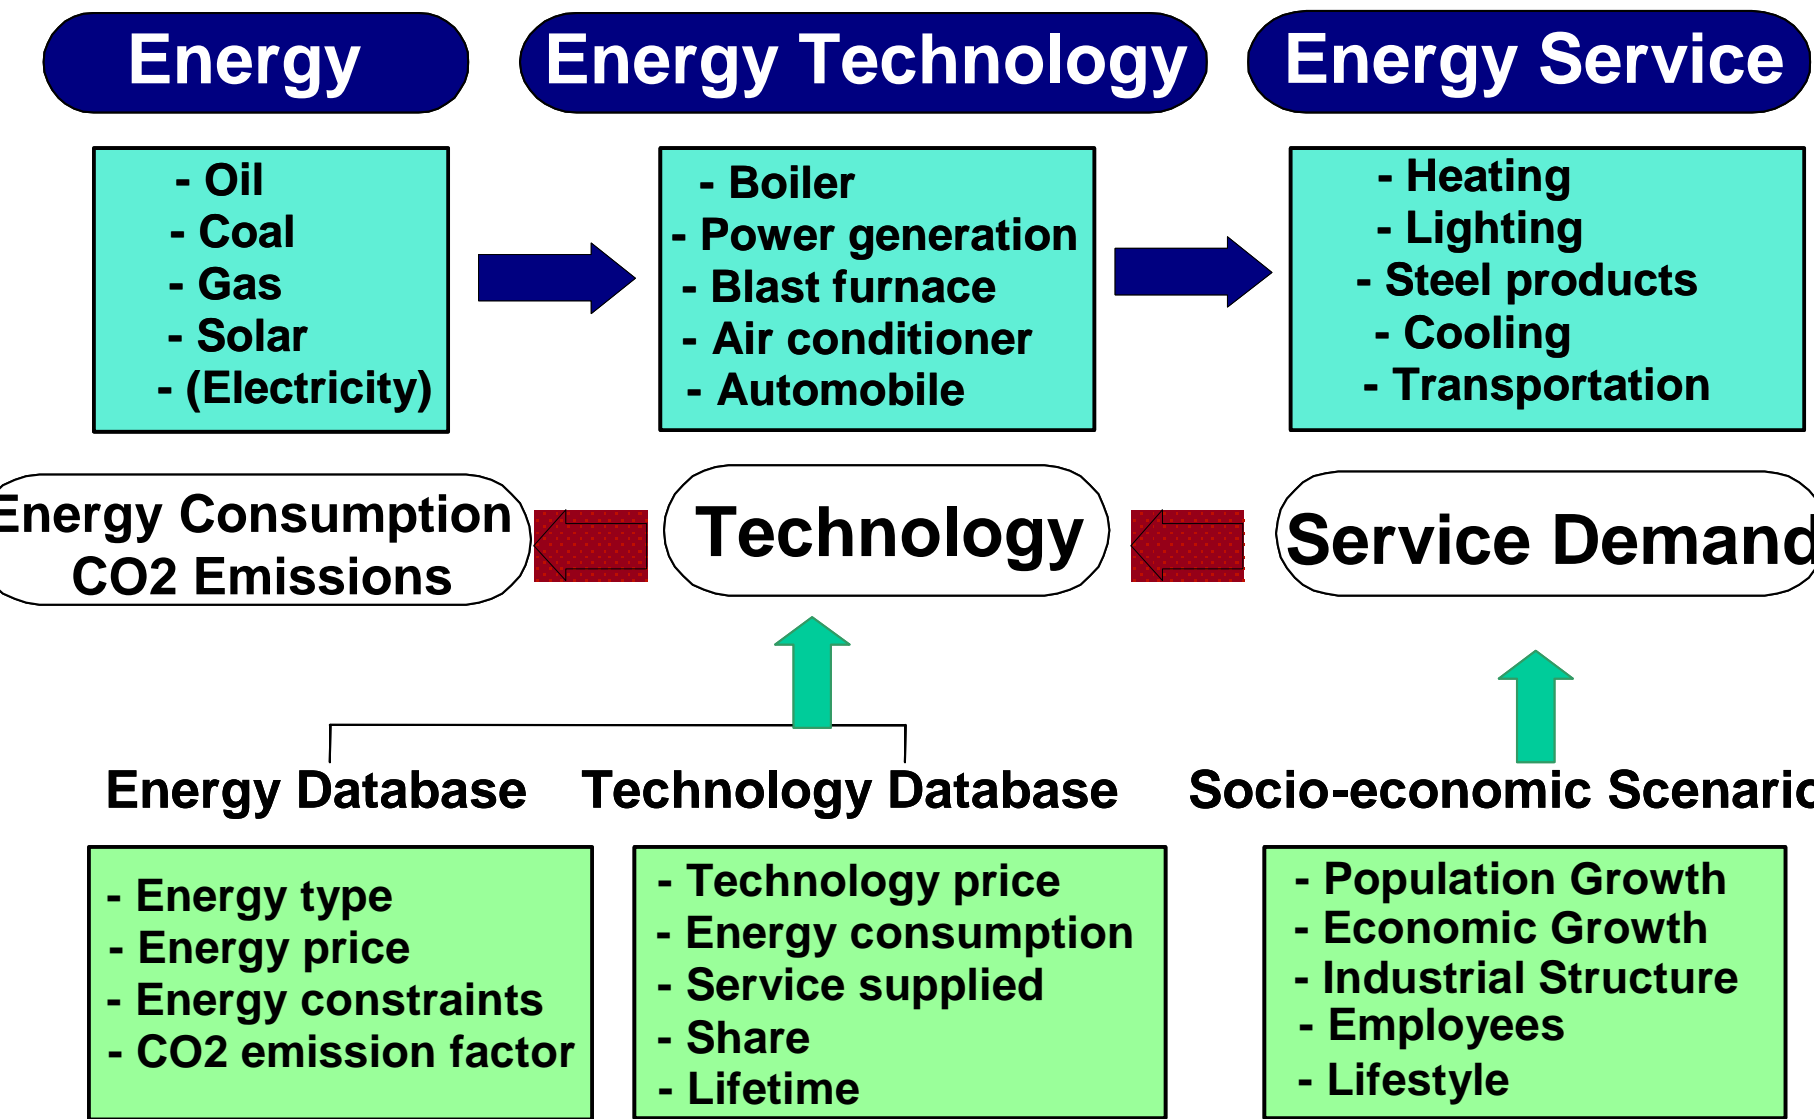 Energy
Energy Technology
Energy Service
- Oil
- Coal
- Gas
- Solar
- (Electricity)
- Boiler
- Power generation
- Blast furnace
- Air conditioner
- Automobile
- Heating
- Lighting
- Steel products
- Cooling
- Transportation
Energy Consumption
CO2 Emissions
Technology
Service Demand
Energy Database
Technology Database
Socio-economic Scenario
- Energy type
- Energy price
- Energy constraints
- CO2 emission factor
- Technology price
- Energy consumption
- Service supplied
- Share
- Lifetime
- Population Growth
- Economic Growth
- Industrial Structure
- Employees
- Lifestyle